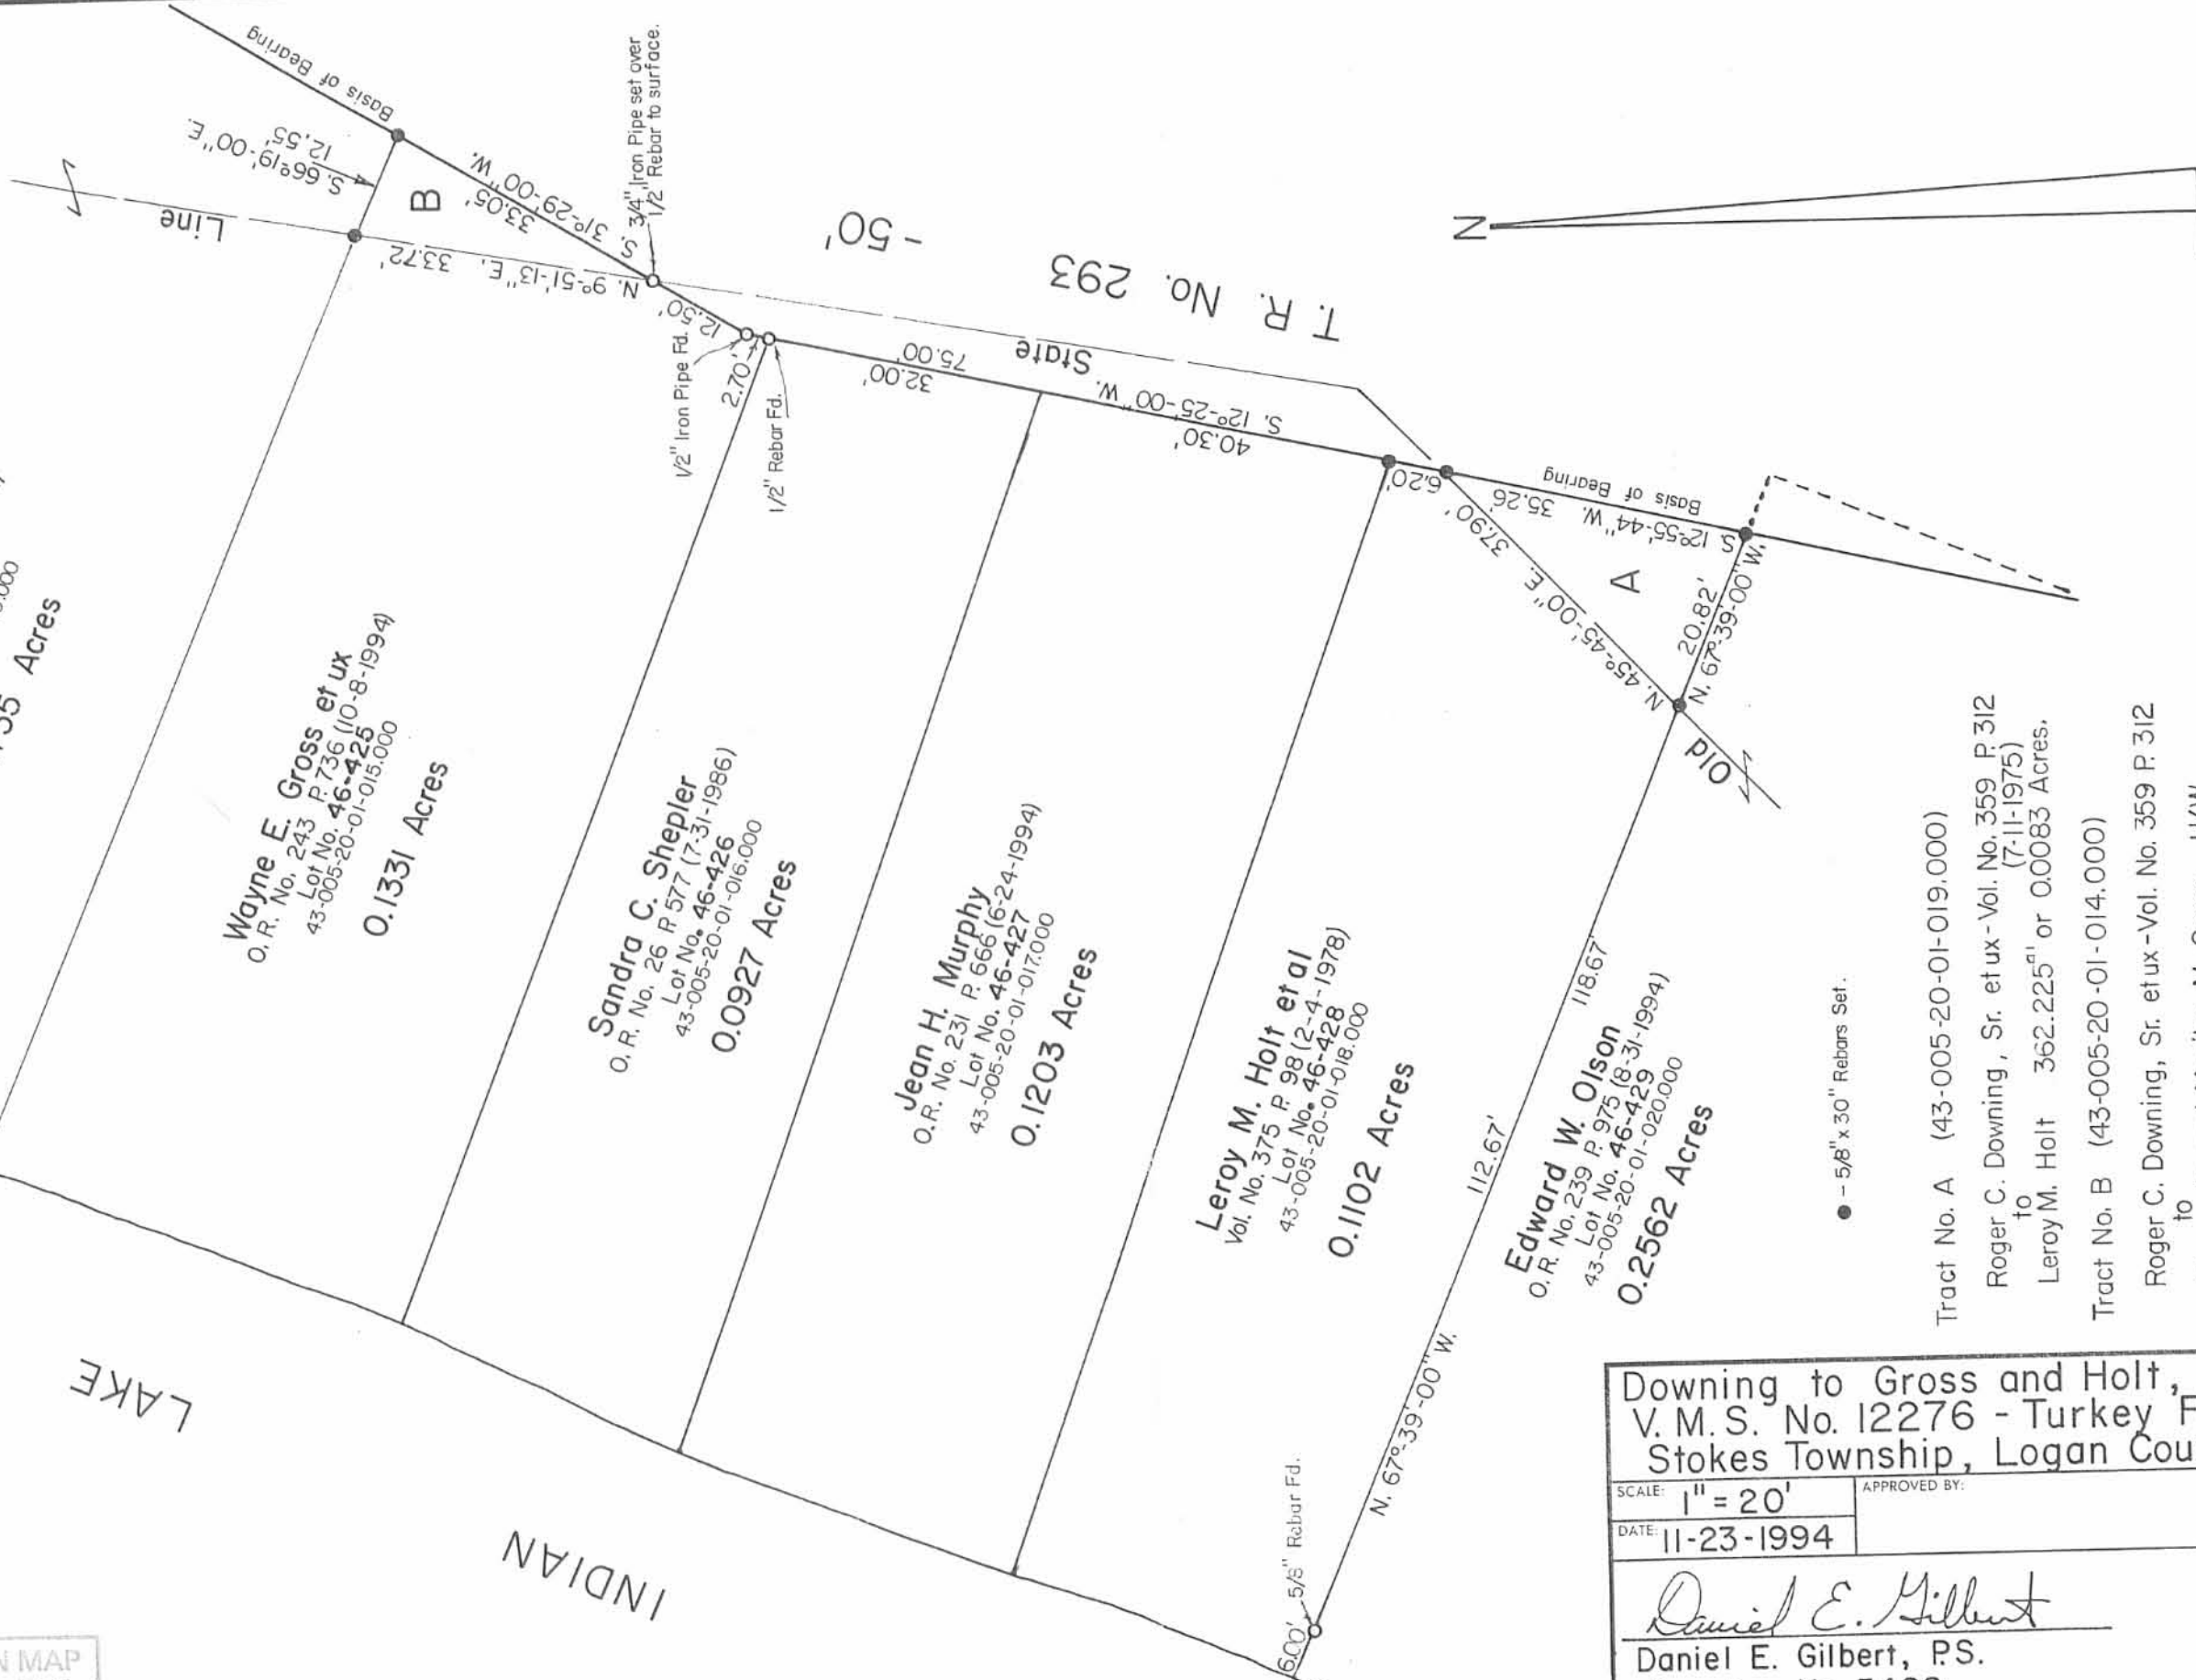 Basis of Bearing
S. 66°-19'-00" E.
12.55'
Line
B
S. 31°-29'-00" W.
33.05'
N. 9°-51'-13" E. 33.72'
3/4" Iron Pipe set over
1/2" Rebar to surface.
12.50'
1/2" Iron Pipe Fd.
2.70'
1/2" Rebar Fd.
75.00'
32.00'
State
T. R. No. 293 - 50'
S. 12°-25'-00" W.
40.30'
6.20'
N
Basis of Bearing
S. 12°-55'-44" W. 35.26'
N. 45°-45'-00" E. 37.90'
A
20.82'
N. 67°-39'-00" W.
Old
Acres
Wayne E. Gross et ux
O. R. No. 243 P. 736 (10-8-1994)
Lot No. 46-425
43-005-20-01-015.000
0.1331 Acres
Sandra C. Shepler
O. R. No. 26 P. 577 (7-31-1986)
Lot No. 46-426
43-005-20-01-016.000
0.0927 Acres
Jean H. Murphy
O.R. No. 231 P. 666 (6-24-1994)
Lot No. 46-427
43-005-20-01-017.000
0.1203 Acres
Leroy M. Holt et al
Vol. No. 375 P. 98 (2-4-1978)
Lot No. 46-428
43-005-20-01-018.000
0.1102 Acres
118.67'
112.67'
N. 67°-39'-00" W.
Edward W. Olson
O. R. No. 239 P. 975 (8-31-1994)
Lot No. 46-429
43-005-20-01-020.000
0.2562 Acres
6.00'
5/8" Rebar Fd.
INDIAN LAKE
● - 5/8" x 30" Rebars Set.
Tract No. A (43-005-20-01-019.000)
Roger C. Downing, Sr. et ux - Vol. No. 359 P. 312
to (7-11-1975)
Leroy M. Holt 362.225 or 0.0083 Acres.
Tract No. B (43-005-20-01-014.000)
Roger C. Downing, Sr. et ux - Vol. No. 359 P. 312
to
Downing to Gross and Holt,
V. M. S. No. 12276 - Turkey
Stokes Township, Logan
SCALE: 1" = 20'
APPROVED BY:
DATE: 11-23-1994
Daniel E. Gilbert
Daniel E. Gilbert, P.S.
MAP